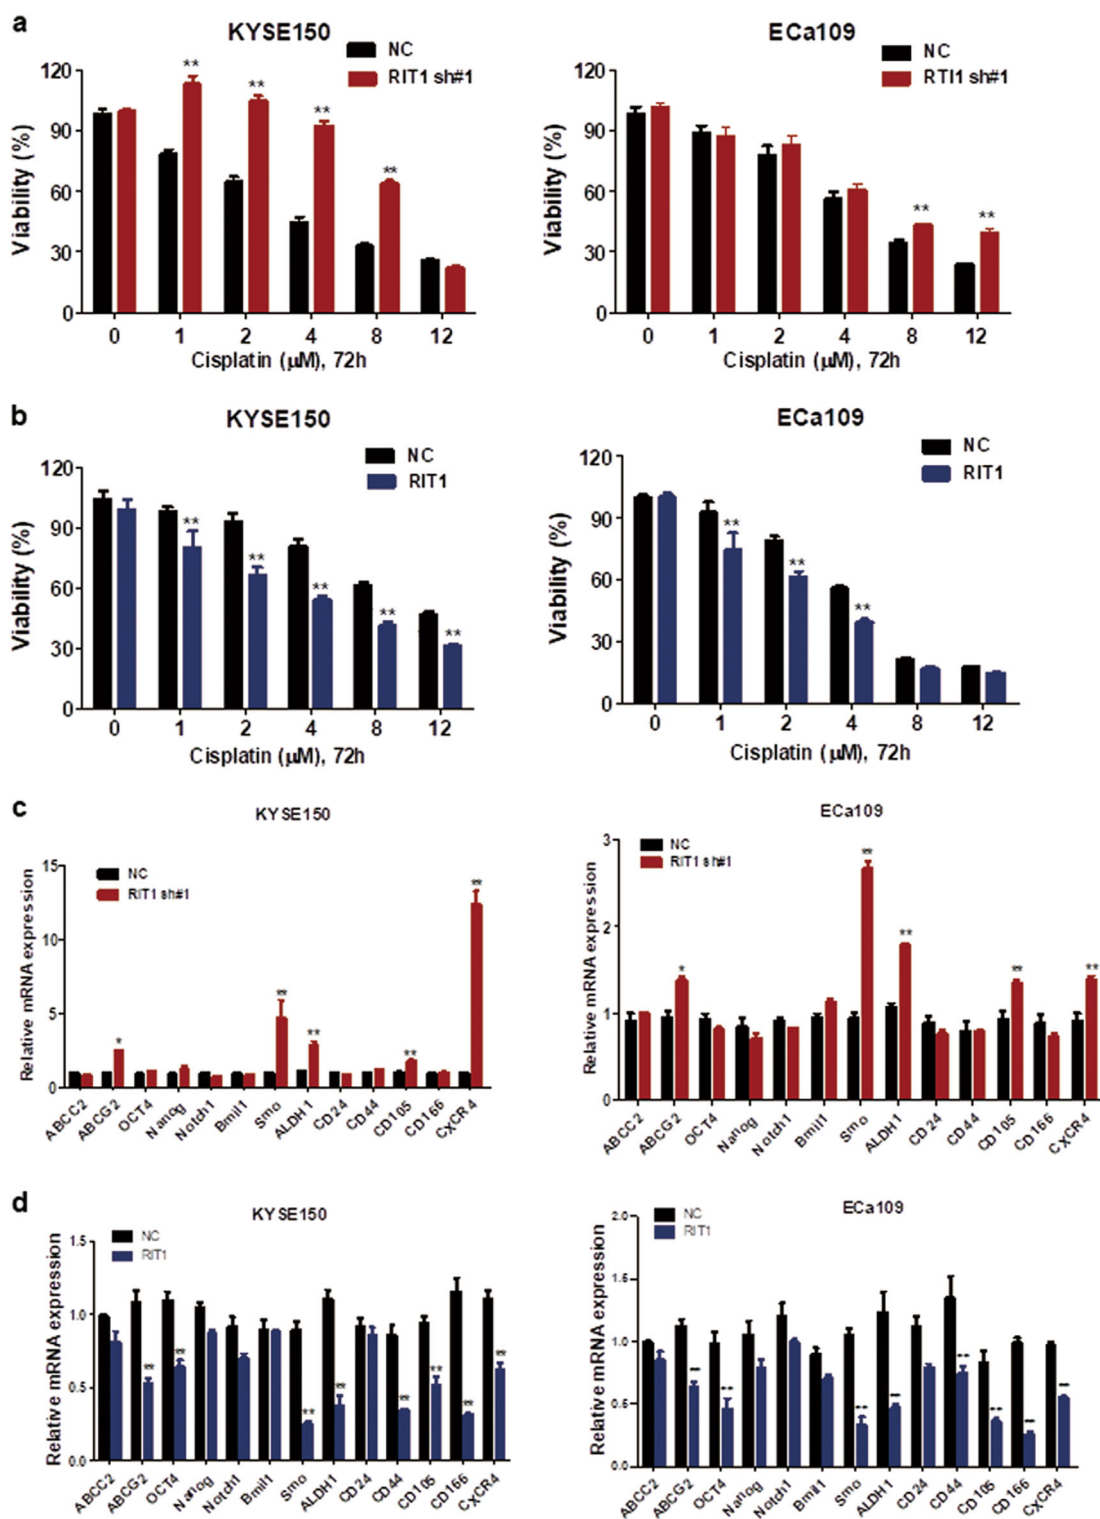 a
KYSE150
NC
RIT1 sh#1
Viability (%)
120
90
60
30
0
** ** ** **
0 1 2 4 8 12
Cisplatin (μM), 72h
ECa109
NC
RTI1 sh#1
Viability (%)
120
90
60
30
0
** **
0 1 2 4 8 12
Cisplatin (μM), 72h
b
KYSE150
NC
RIT1
Viability (%)
120
90
60
30
0
** ** ** ** **
0 1 2 4 8 12
Cisplatin (μM), 72h
ECa109
NC
RIT1
Viability (%)
120
90
60
30
0
** ** **
0 1 2 4 8 12
Cisplatin (μM), 72h
c
KYSE150
NC
RIT1 sh#1
Relative mRNA expression
15
10
5
0
* ** ** ** **
ABCC2 ABCG2 OCT4 Nanog Notch1 Bmil1 Smo ALDH1 CD24 CD44 CD105 CD166 CXCR4
ECa109
NC
RIT1 sh#1
Relative mRNA expression
3
2
1
0
* ** ** ** **
ABCC2 ABCG2 OCT4 Nanog Notch1 Bmil1 Smo ALDH1 CD24 CD44 CD105 CD166 CXCR4
d
KYSE150
NC
RIT1
Relative mRNA expression
1.5
1.0
0.5
0.0
** ** ** ** ** ** ** **
ABCC2 ABCG2 OCT4 Nanog Notch1 Bmil1 Smo ALDH1 CD24 CD44 CD105 CD166 CXCR4
ECa109
NC
RIT1
Relative mRNA expression
2.0
1.5
1.0
0.5
0.0
** ** ** ** ** ** ** **
ABCC2 ABCG2 OCT4 Nanog Notch1 Bmil1 Smo ALDH1 CD24 CD44 CD105 CD166 CXCR4